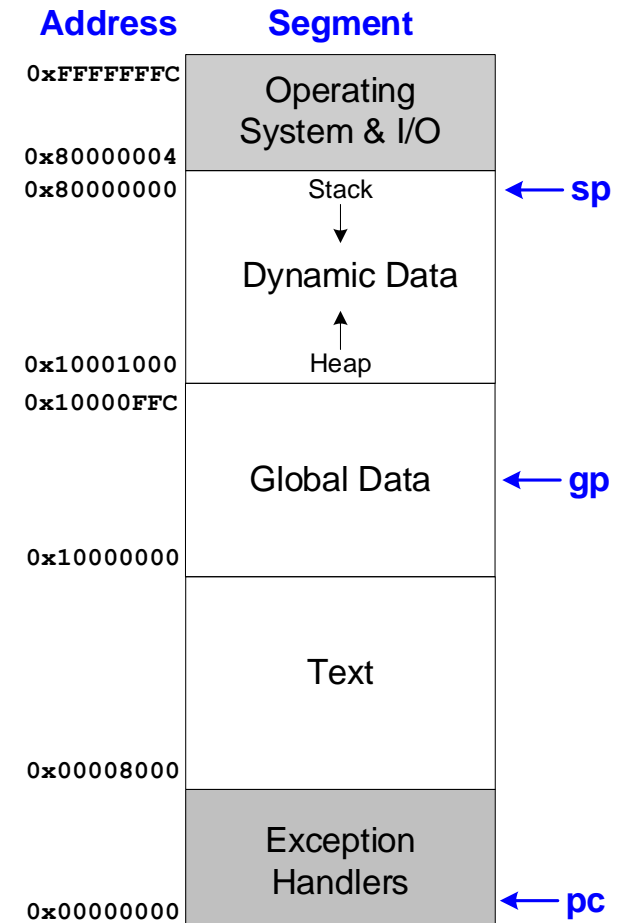 Address Segment
0xFFFFFFFC
Operating
System & I/O
0x80000004
0x80000000 Stack sp
Dynamic Data
0x10001000 Heap
0x10000FFC
Global Data gp
0x10000000
Text
0x00008000
Exception
Handlers
pc
0x00000000